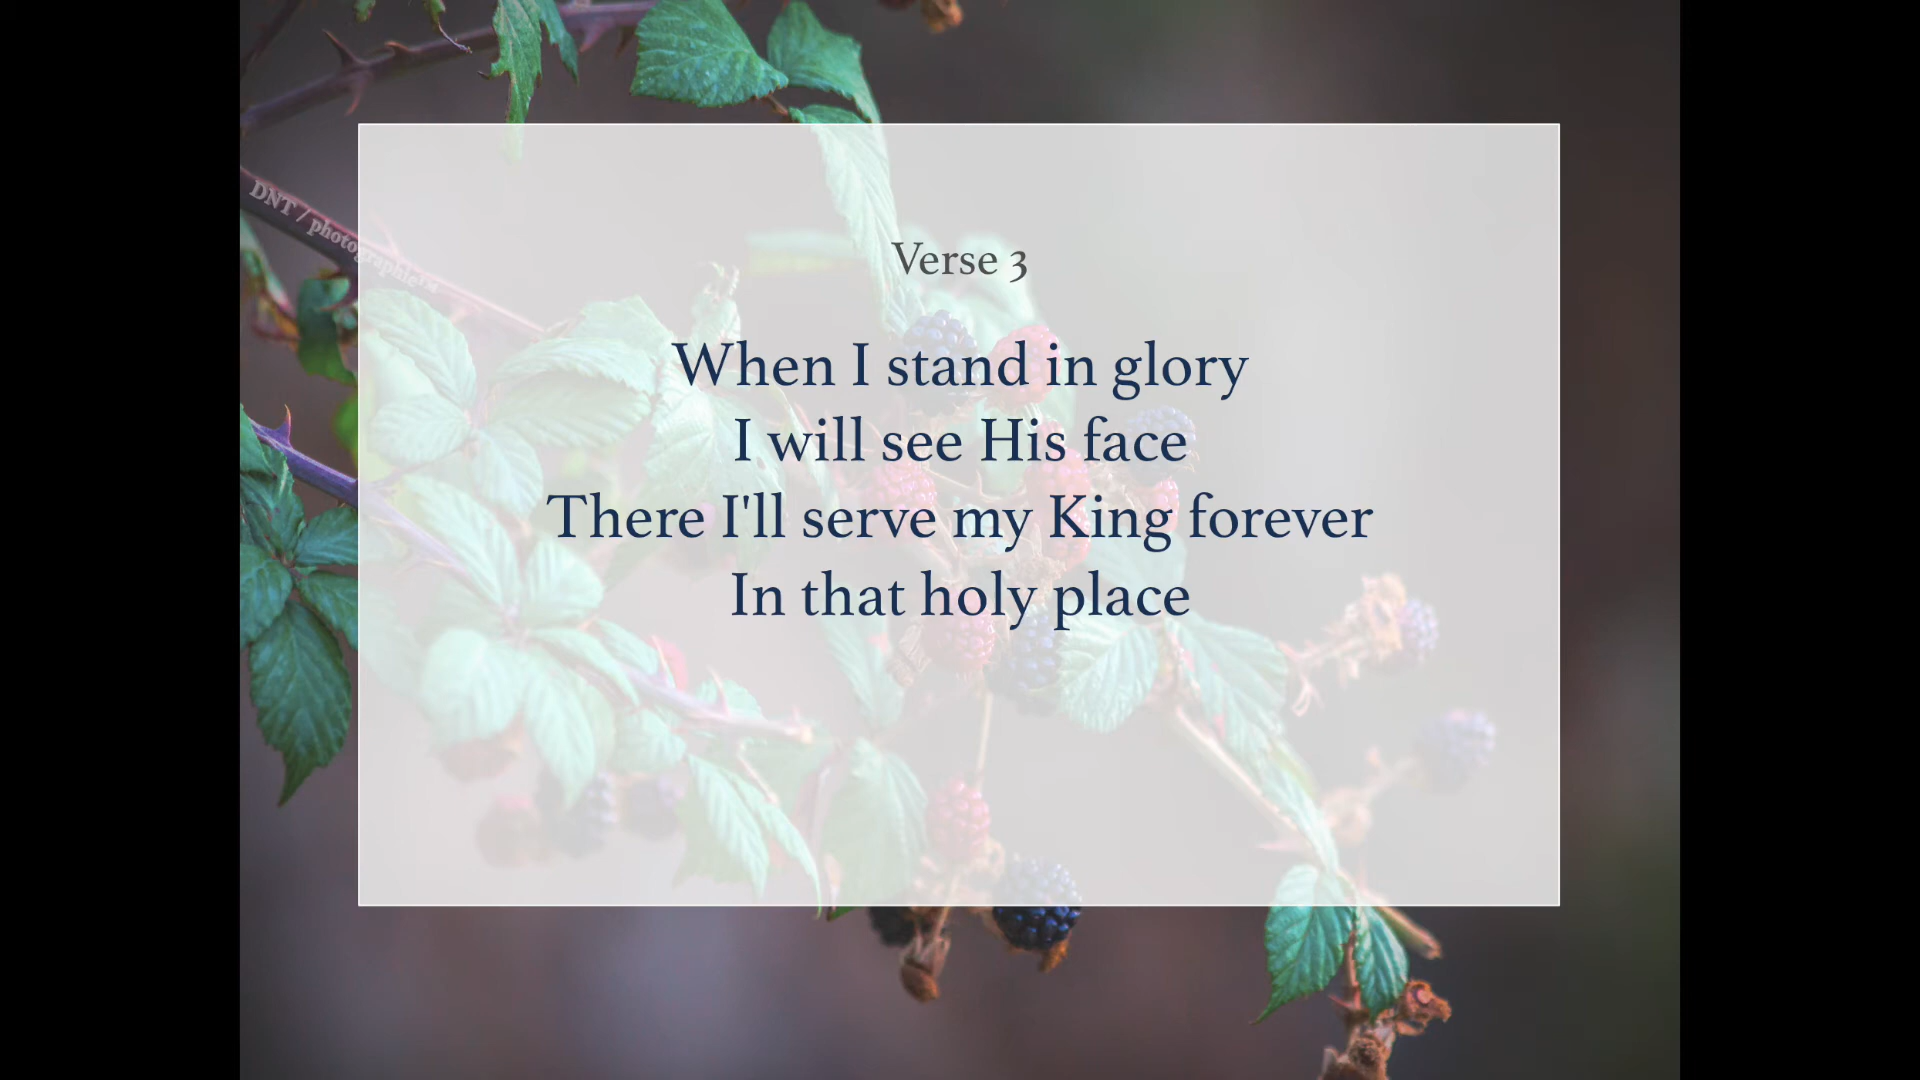 DNT / photographie™
Verse 3
When I stand in glory
I will see His face
There I'll serve my King forever
In that holy place